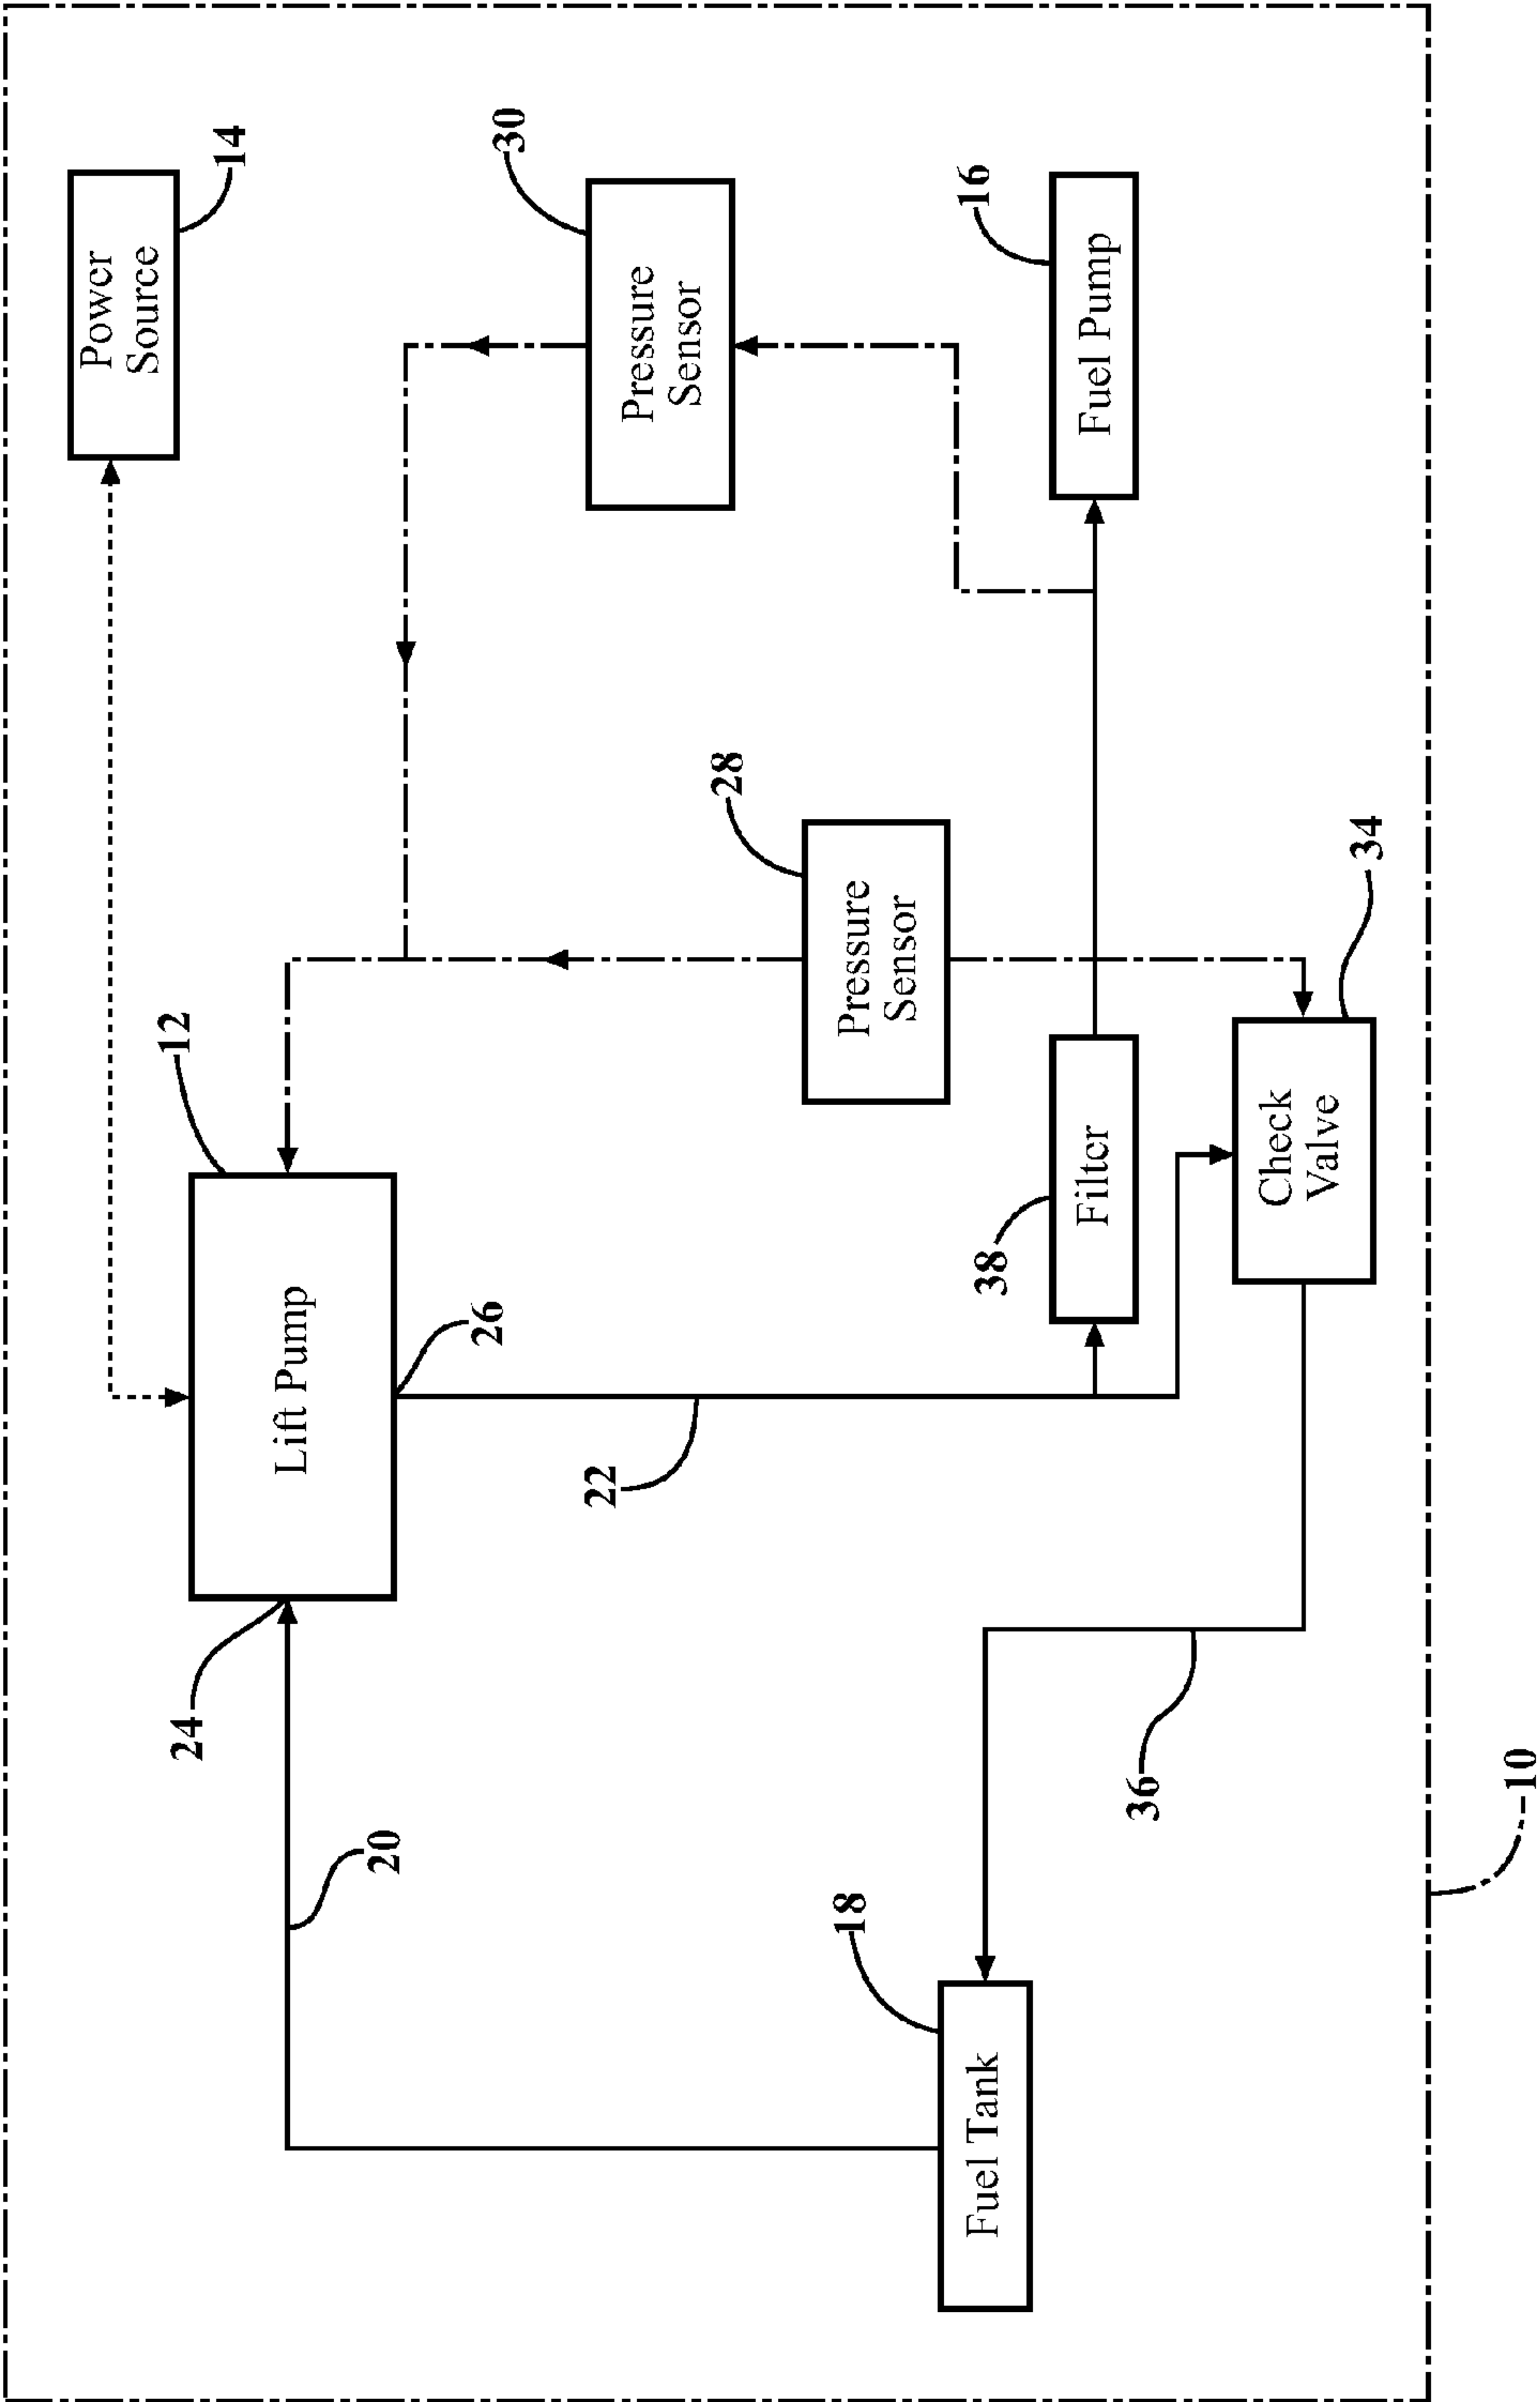 Power
Source
12
24
14
Lift Pump
20
26
30
22
Pressure
Sensor
28
18
Pressure
Sensor
16
Fuel Tank
38
Filter
Fuel Pump
36
Check
Valve
34
10